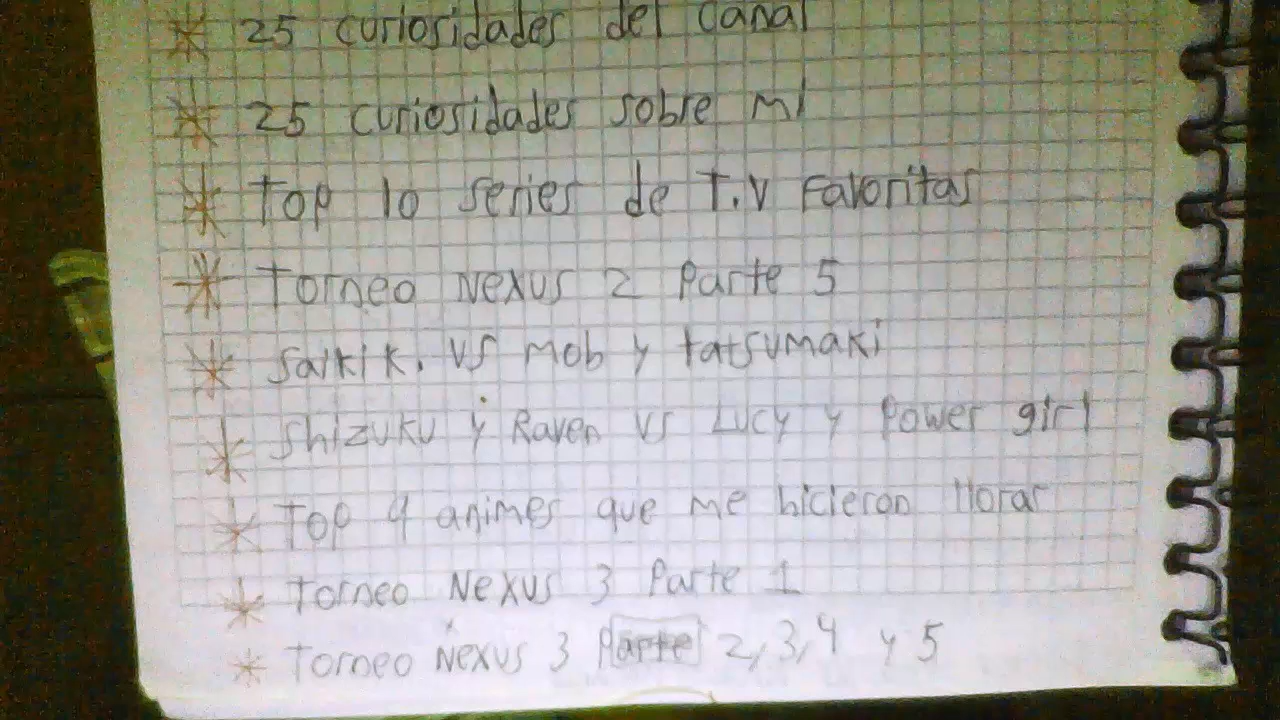 * 25 curiosidades del canal
* 25 curiosidades sobre mi
* Top 10 series de T.V Favoritas
* Torneo Nexus 2 Parte 5
* Saiki K. vs Mob y tatsumaki
* Shizuku y Raven vs Lucy y Power girl
* Top 9 animes que me hicieron llorar
* Torneo Nexus 3 Parte 1
* Torneo Nexus 3 Parte 2,3,4 y 5